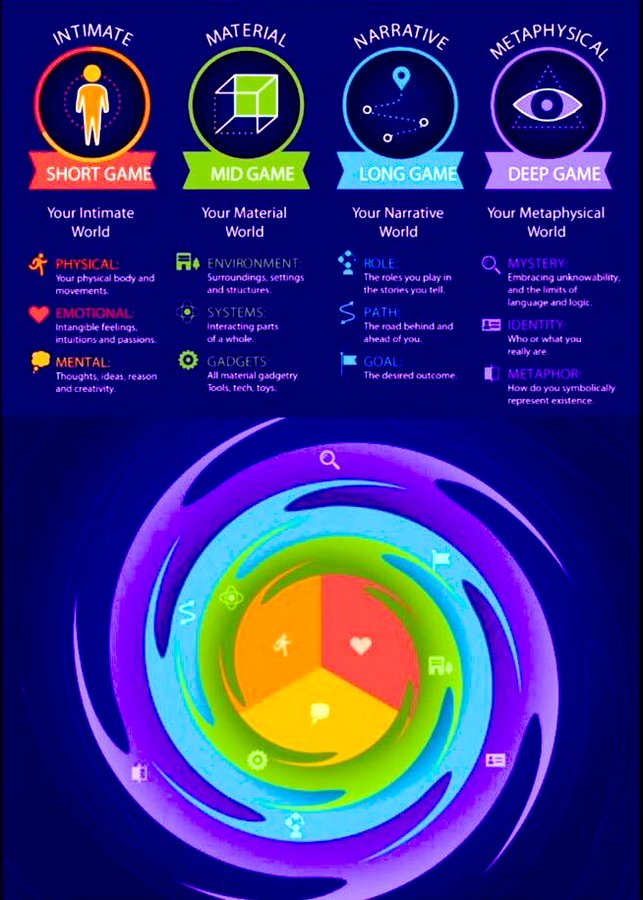 INTIMATE
SHORT GAME
Your Intimate
World
PHYSICAL:
Your physical body and
movements.
EMOTIONAL:
Intangible feelings,
intuitions and passions.
MENTAL:
Thoughts, ideas, reason
and creativity.
MATERIAL
MID GAME
Your Material
World
ENVIRONMENT:
Surroundings, settings
and structures.
SYSTEMS:
Interacting parts
of a whole.
GADGETS:
All material gadgetry.
Tools, tech, toys.
NARRATIVE
LONG GAME
Your Narrative
World
ROLE:
The roles you play in
the stories you tell.
PATH:
The road behind and
ahead of you.
GOAL:
The desired outcome.
METAPHYSICAL
DEEP GAME
Your Metaphysical
World
MYSTERY:
Embracing unknowability,
and the limits of
language and logic.
IDENTITY:
Who or what you
really are.
METAPHOR:
How do you symbolically
represent existence.